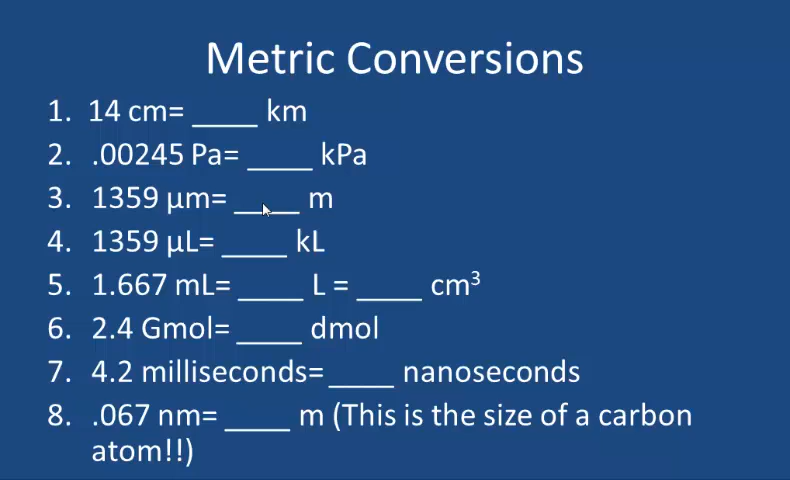 Metric Conversions
1. 14 cm= ____ km
2. .00245 Pa= ____ kPa
3. 1359 µm= ____ m
4. 1359 µL= ____ kL
5. 1.667 mL= ____ L = ____ cm³
6. 2.4 Gmol= ____ dmol
7. 4.2 milliseconds= ____ nanoseconds
8. .067 nm= ____ m (This is the size of a carbon
atom!!)